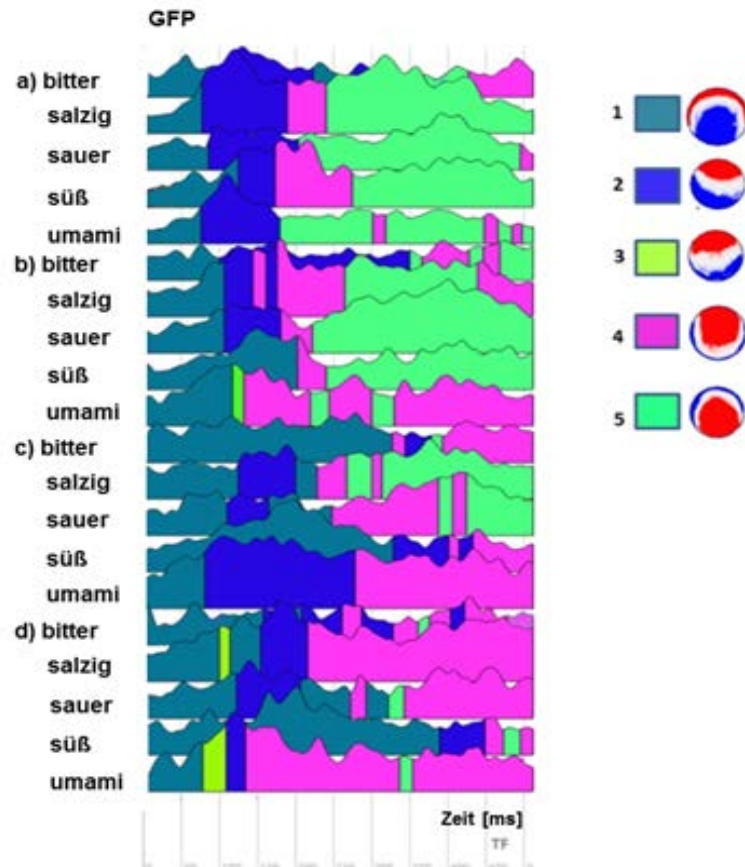 GFP
a) bitter
salzig
sauer
süß
umami
b) bitter
salzig
sauer
süß
umami
c) bitter
salzig
sauer
süß
umami
d) bitter
salzig
sauer
süß
umami
Zeit [ms]
TF
1
2
3
4
5